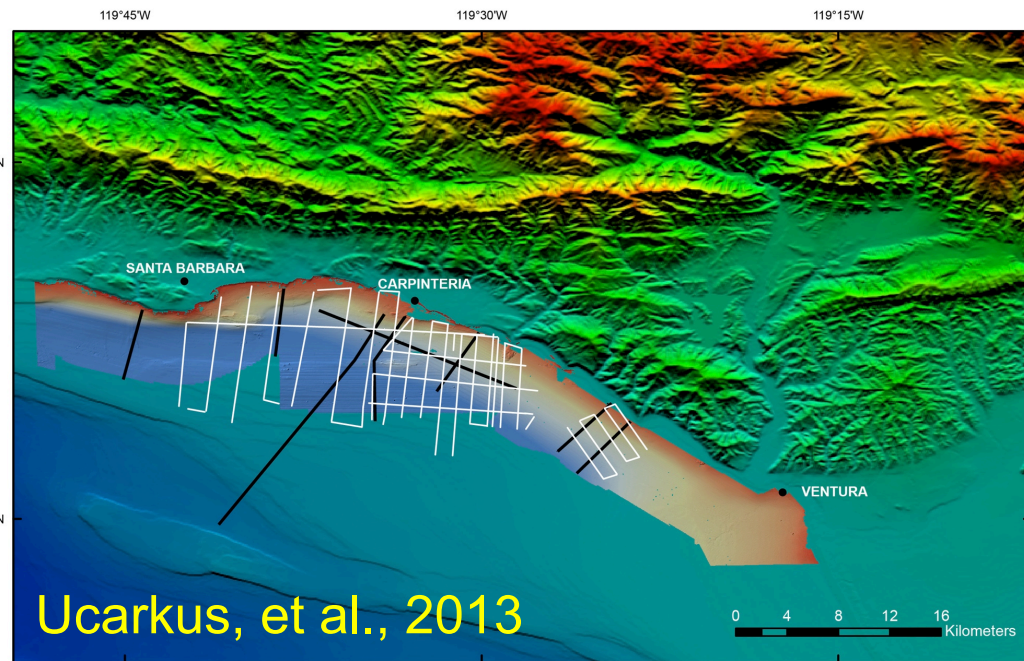 119°45'W 119°30'W 119°15'W
N
SANTA BARBARA
CARPINTERIA
VENTURA
N
Ucarkus, et al., 2013
0 4 8 12 16
Kilometers